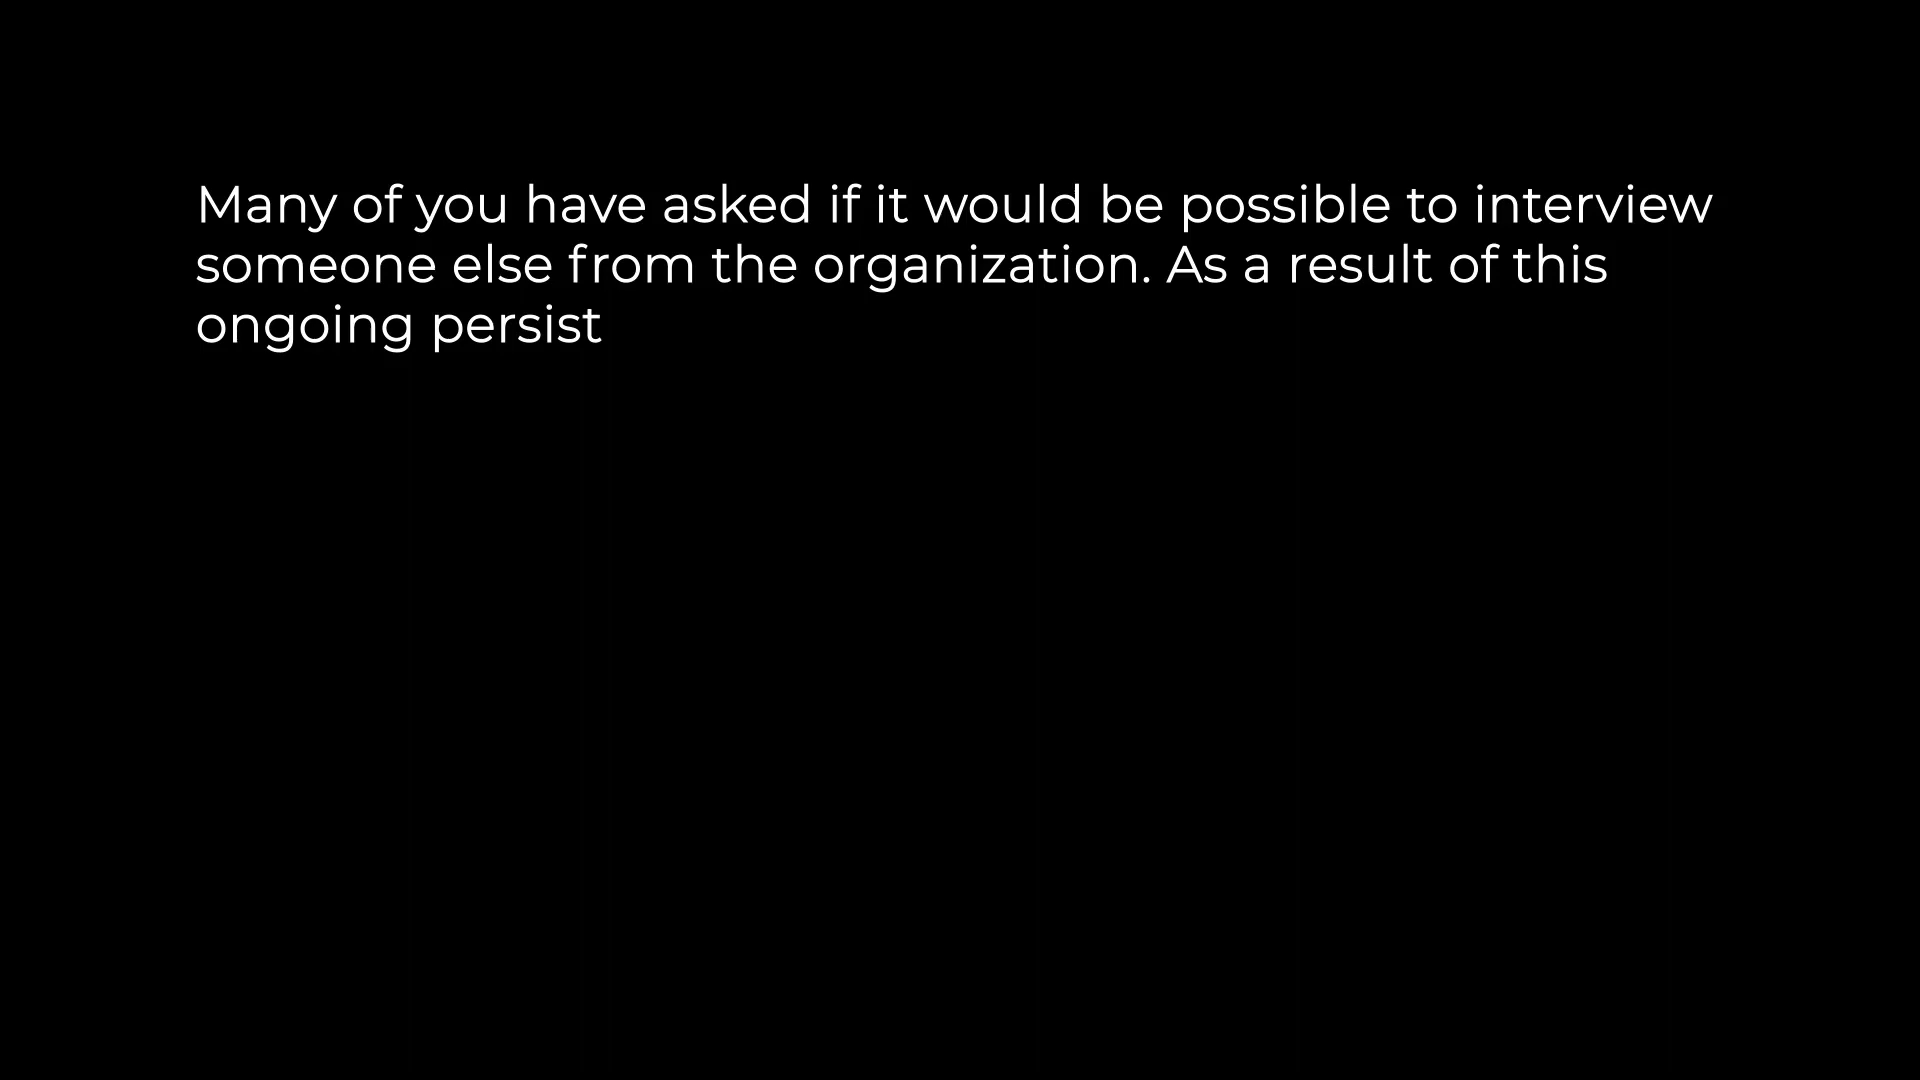 Many of you have asked if it would be possible to interview
someone else from the organization. As a result of this
ongoing persist